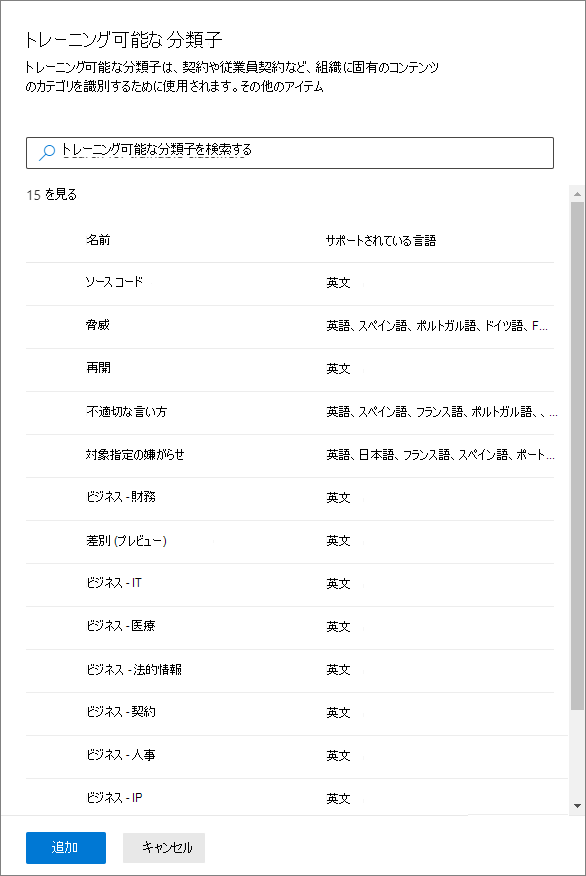 トレーニング可能な分類子
トレーニング可能な分類子は、契約や従業員契約など、組織に固有のコンテンツ
のカテゴリを識別するために使用されます。その他のアイテム
トレーニング可能な分類子を検索する
15 を見る
名前 サポートされている言語
ソースコード 英文
脅威 英語、スペイン語、ポルトガル語、ドイツ語、F...
再開 英文
不適切な言い方 英語、スペイン語、フランス語、ポルトガル語、、...
対象指定の嫌がらせ 英語、日本語、フランス語、スペイン語、ポート...
ビジネス - 財務 英文
差別 (プレビュー) 英文
ビジネス - IT 英文
ビジネス - 医療 英文
ビジネス - 法的情報 英文
ビジネス - 契約 英文
ビジネス - 人事 英文
ビジネス - IP 英文
追加 キャンセル